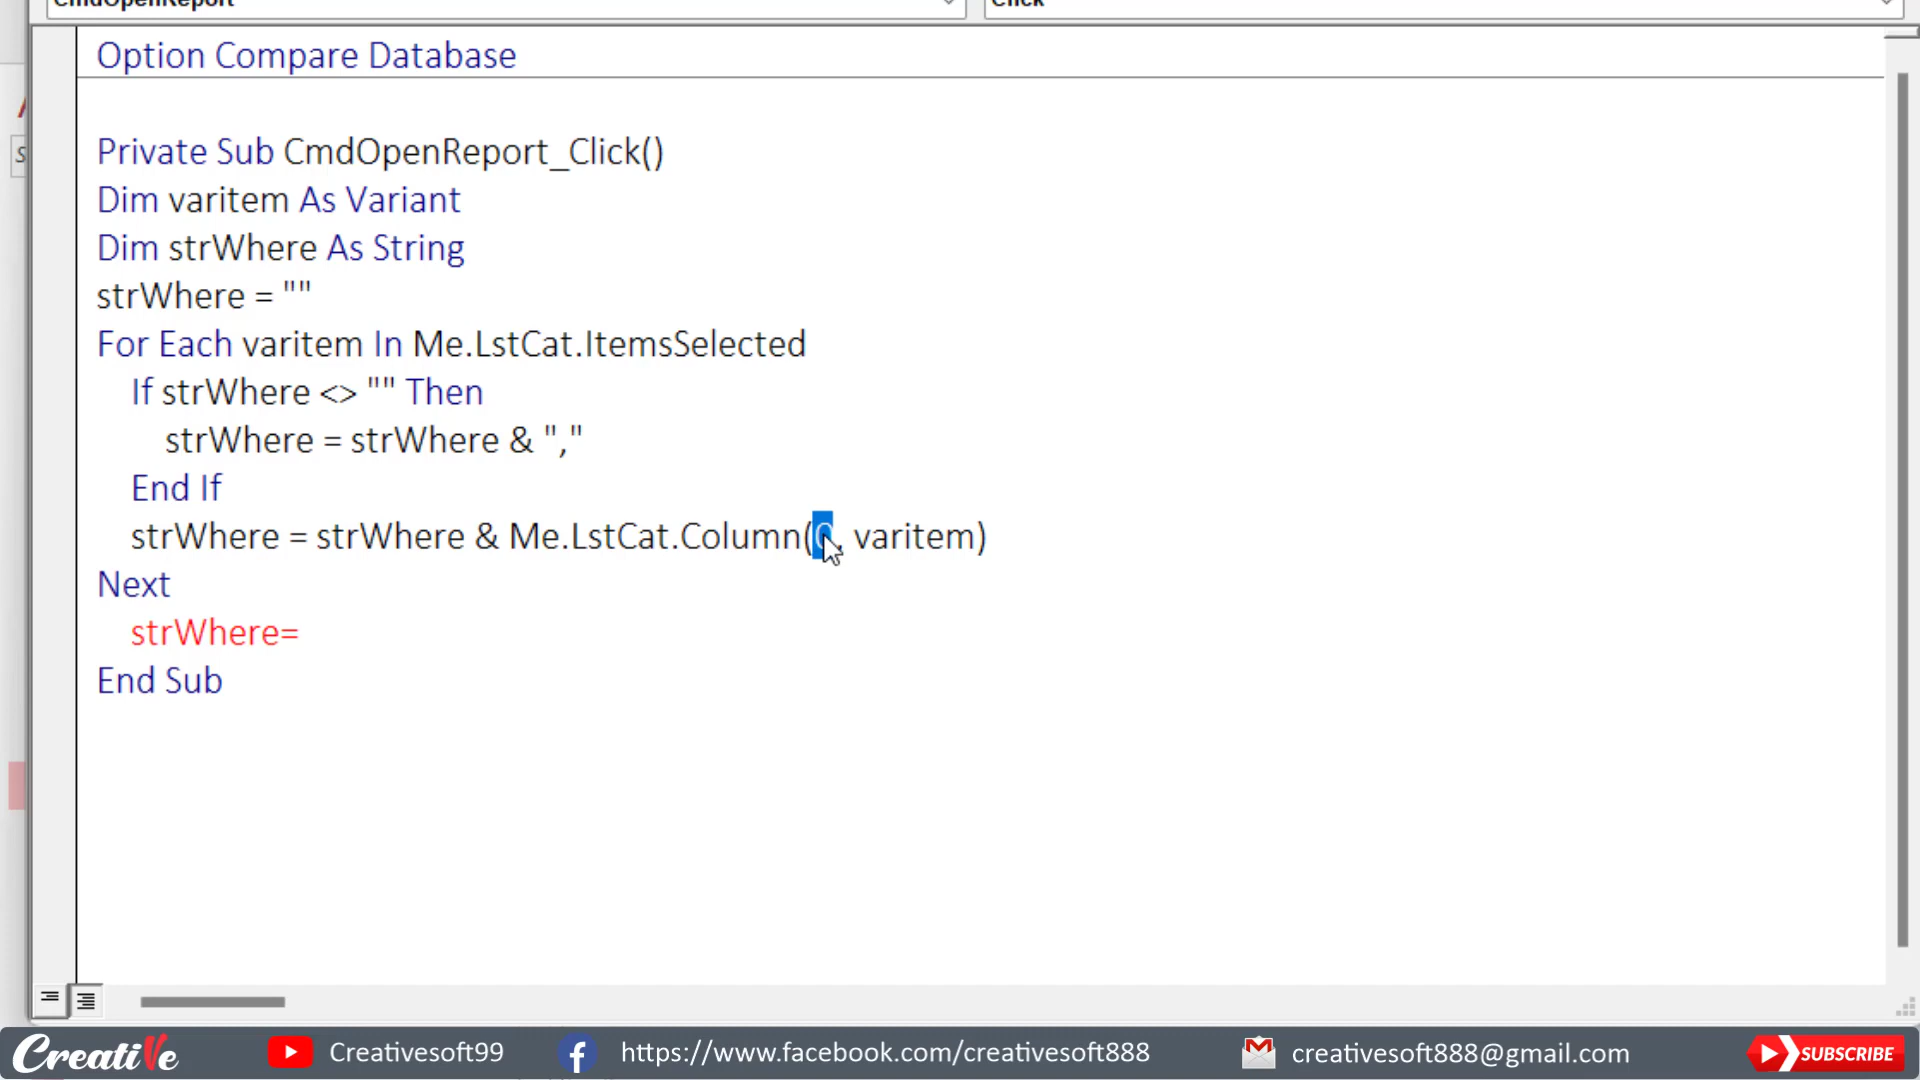 CmdOpenReport
Click
Option Compare Database
Private Sub CmdOpenReport_Click()
Dim varitem As Variant
Dim strWhere As String
strWhere = ""
For Each varitem In Me.LstCat.ItemsSelected
If strWhere <> "" Then
strWhere = strWhere & ","
End If
strWhere = strWhere & Me.LstCat.Column(0, varitem)
Next
strWhere=
End Sub
CreatiVe
Creativesoft99
https://www.facebook.com/creativesoft888
creativesoft888@gmail.com
SUBSCRIBE